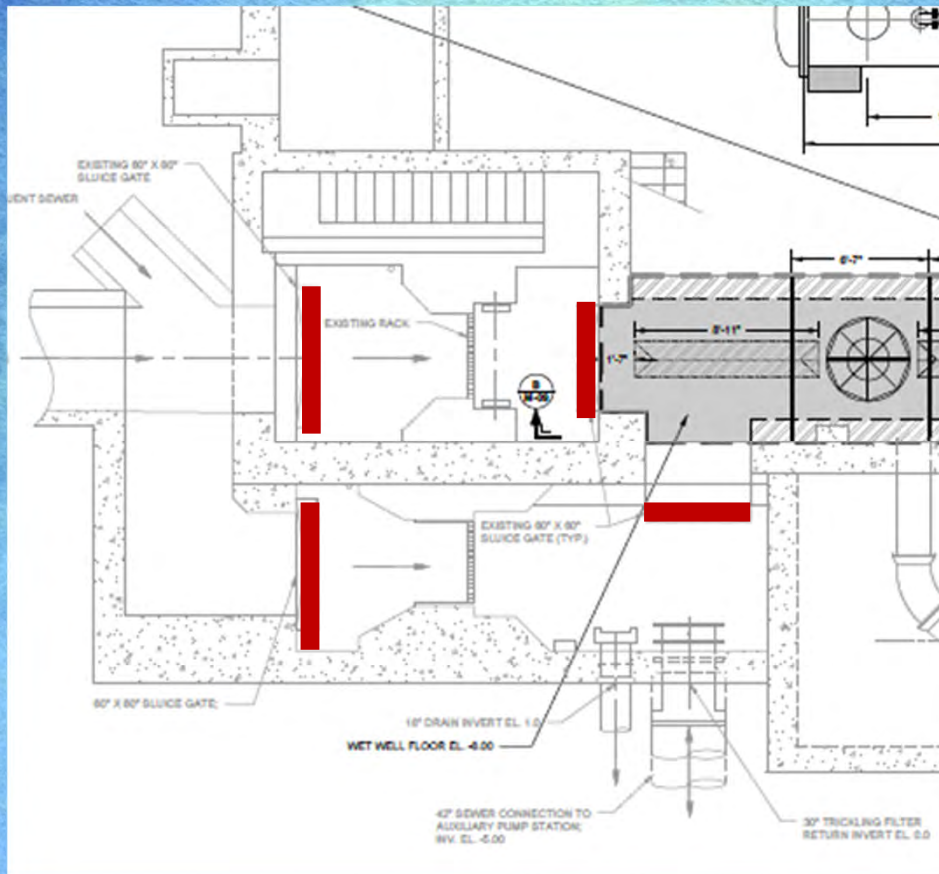 EXISTING 60" X 60"
SLUICE GATE
UENT SEWER
6'-7"
EXISTING RACK
8'-11"
1'-7"
B
EXISTING 60" X 60"
SLUICE GATE (TYP.)
60" X 60" SLUICE GATE;
16" DRAIN INVERT EL. 1.0
WET WELL FLOOR EL.
42" SEWER CONNECTION TO
AUXILIARY PUMP STATION;
INV. EL. -5.00
30" TRICKLING FILTER
RETURN INVERT EL. 0.0